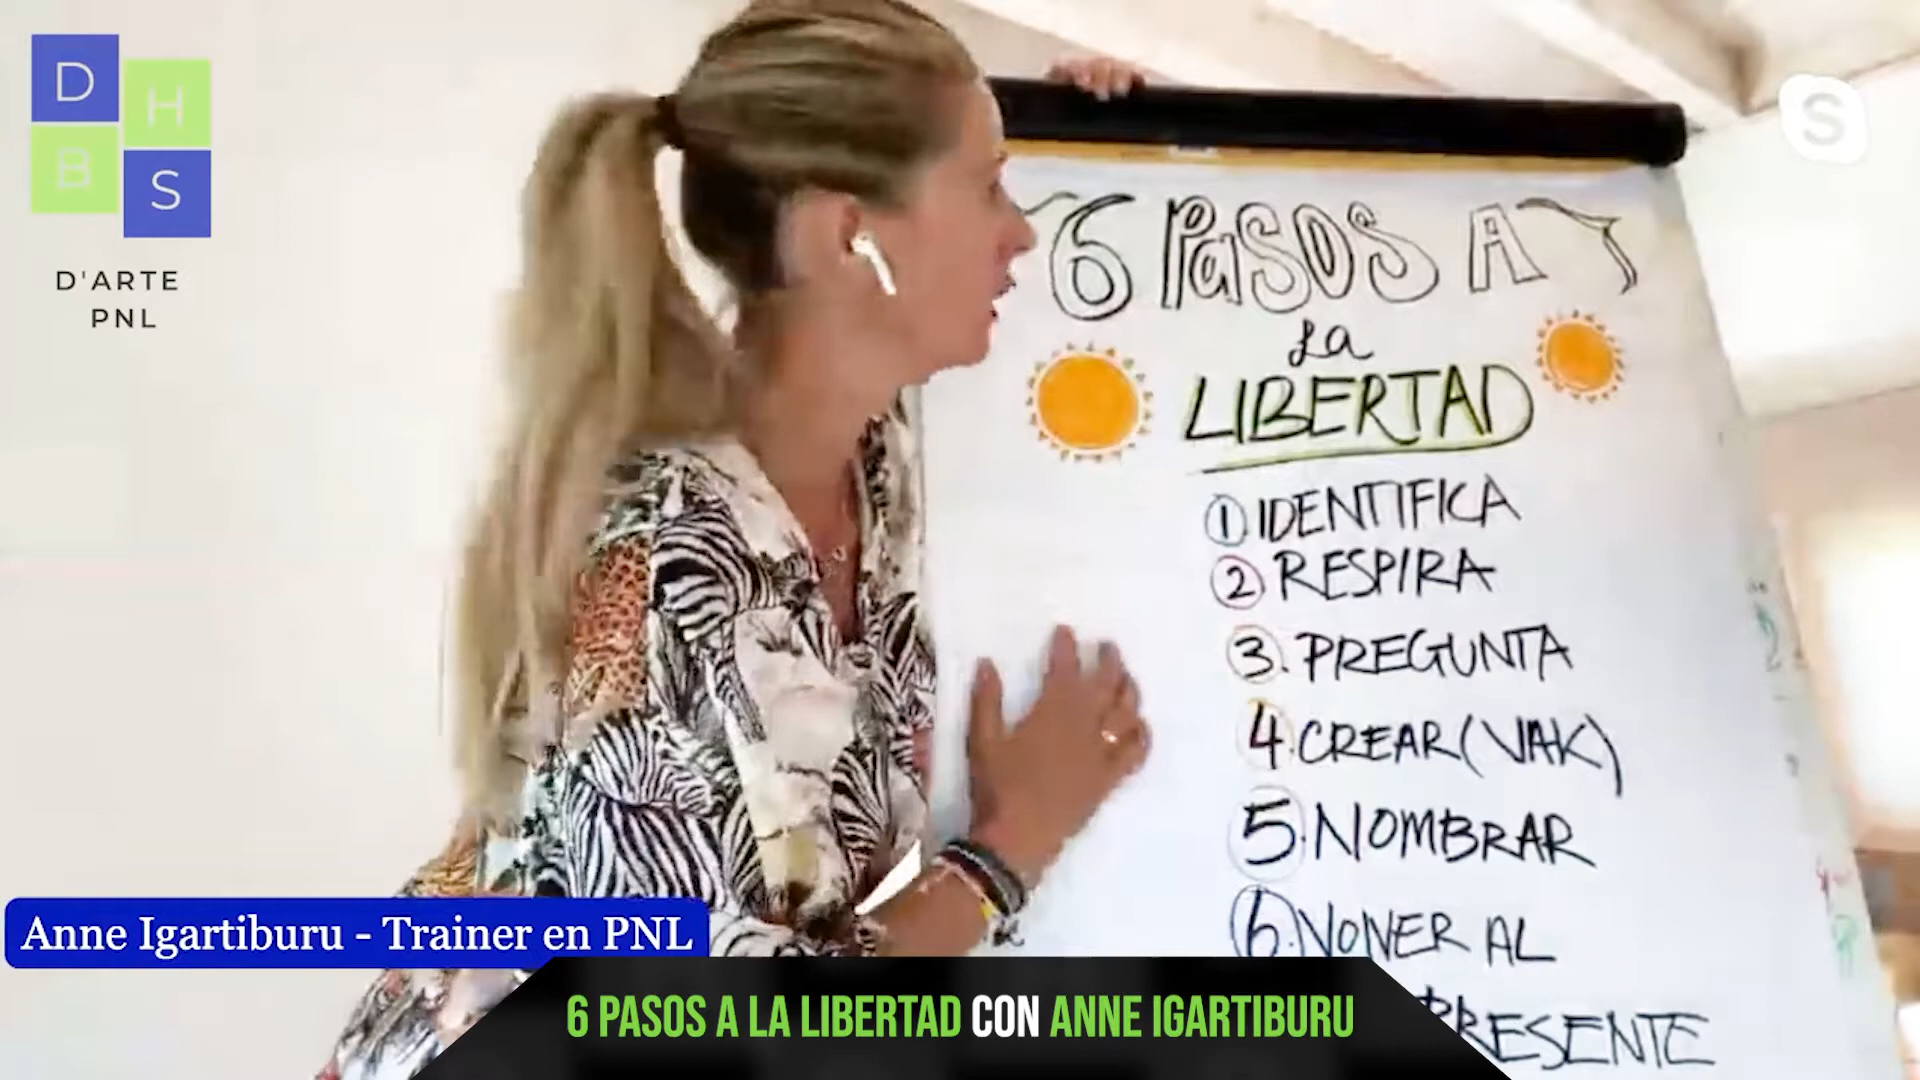 D
H
B
S
D'ARTE
PNL
S
6 PASOS A
La
LIBERTAD
① IDENTIFICA
② RESPIRA
③. PREGUNTA
4. CREAR (VAK)
5. NOMBRAR
6. VOLVER AL
PRESENTE
Anne Igartiburu - Trainer en PNL
6 PASOS A LA LIBERTAD CON ANNE IGARTIBURU